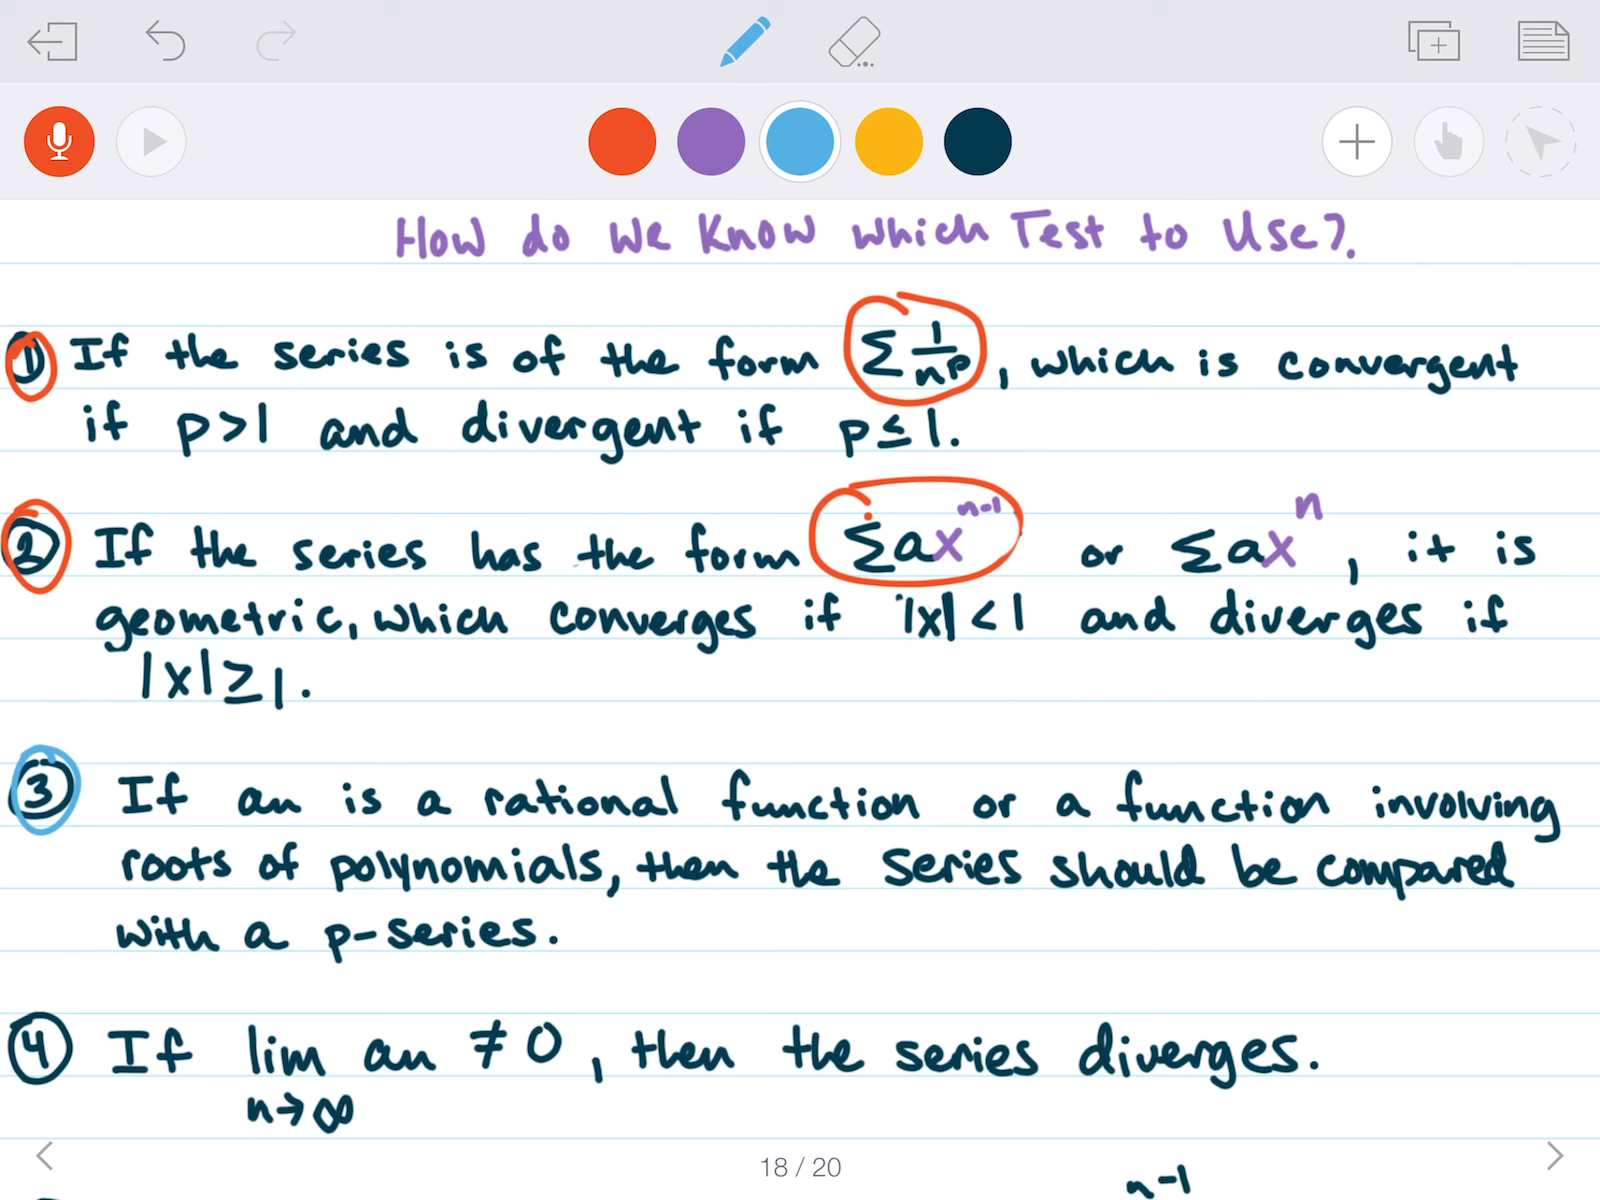 How do we know which Test to Use?.
① If the series is of the form Σ 1/n^p, which is convergent
if p>1 and divergent if p≤1.
② If the series has the form Σax^(n-1) or Σax^n, it is
geometric, which converges if |x|<1 and diverges if
|x|≥1.
③ If an is a rational function or a function involving
roots of polynomials, then the series should be compared
with a p-series.
④ If lim an ≠ 0, then the series diverges.
n→∞
18 / 20
n-1